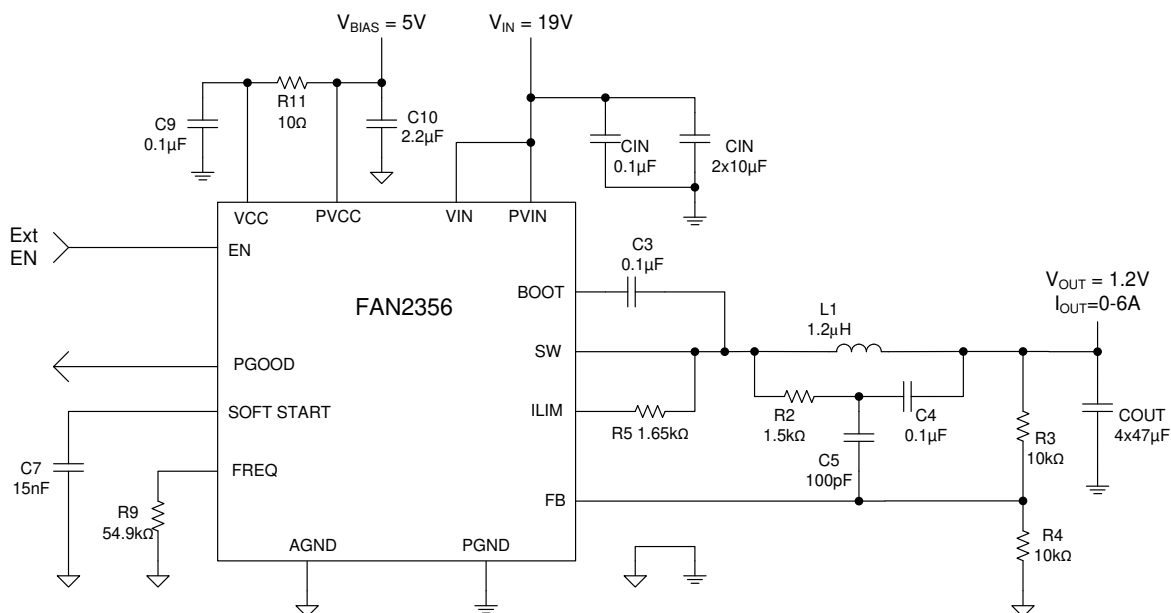 V_BIAS = 5V
V_IN = 19V
R11
10Ω
C9
0.1µF
C10
2.2µF
CIN
0.1µF
CIN
2x10µF
VCC
PVCC
VIN
PVIN
Ext
EN
EN
FAN2356
BOOT
C3
0.1µF
V_OUT = 1.2V
I_OUT=0-6A
L1
1.2µH
PGOOD
SW
SOFT START
ILIM
R5 1.65kΩ
R2
1.5kΩ
C4
0.1µF
R3
10kΩ
COUT
4x47µF
C7
15nF
FREQ
C5
100pF
R9
54.9kΩ
FB
AGND
PGND
R4
10kΩ